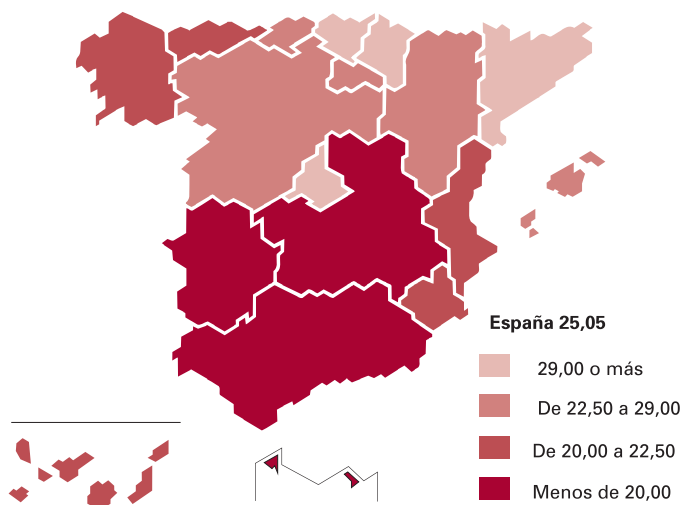 España 25,05
29,00 o más
De 22,50 a 29,00
De 20,00 a 22,50
Menos de 20,00